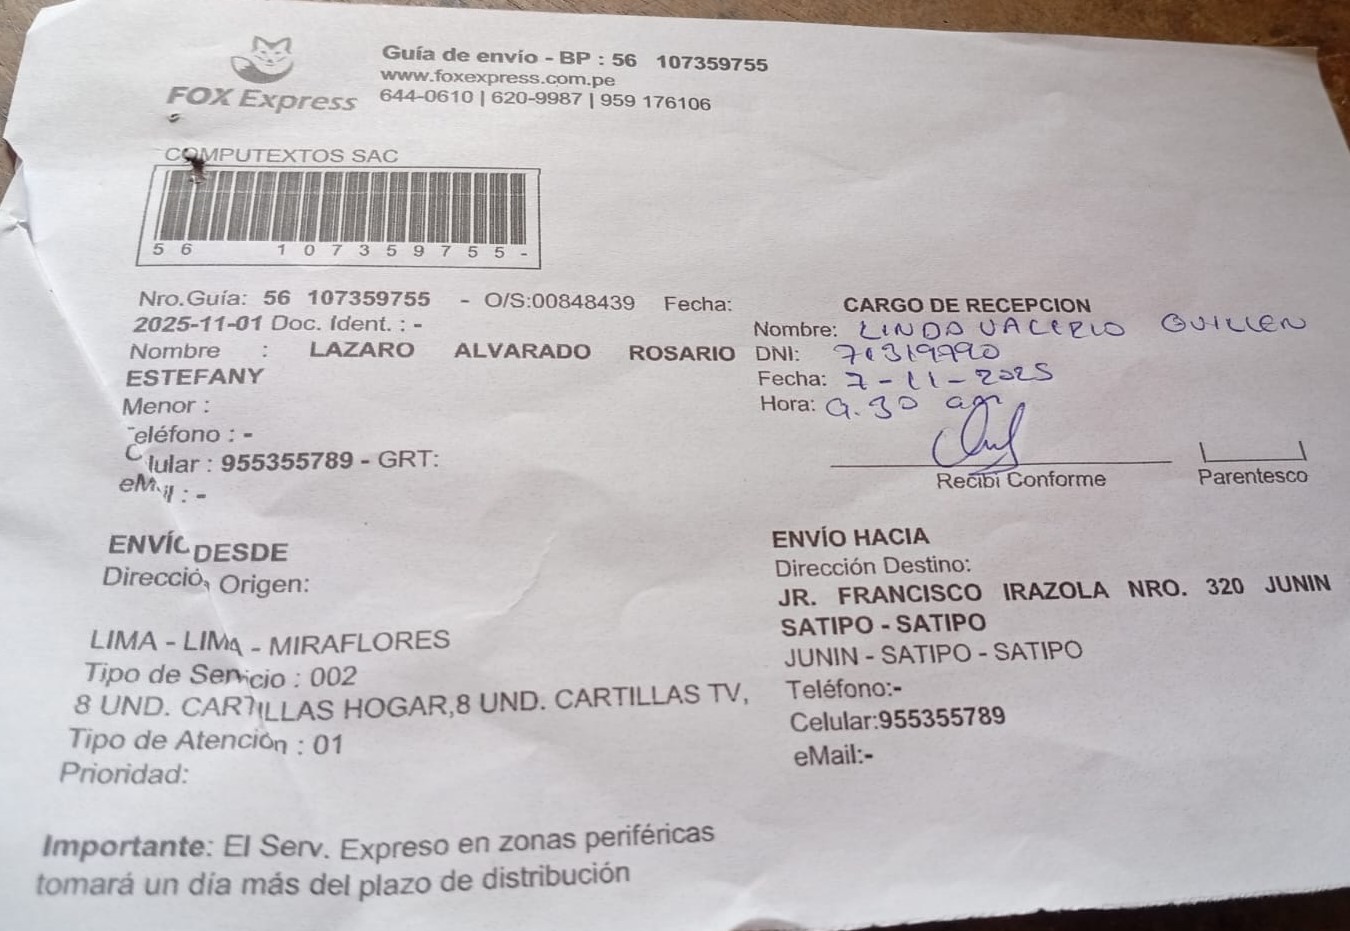 FOX Express
Guía de envío - BP : 56 107359755
www.foxexpress.com.pe
644-0610 | 620-9987 | 959 176106
COMPUTEXTOS SAC
56 107359755-
Nro.Guía: 56 107359755 - O/S:00848439 Fecha:
2025-11-01 Doc. Ident. : -
Nombre : LAZARO ALVARADO ROSARIO
ESTEFANY
Menor :
Teléfono : -
Celular : 955355789 - GRT:
eMail : -
CARGO DE RECEPCION
Nombre: LINDA VALERIO GUILLEN
DNI: 71319990
Fecha: 7-11-2025
Hora: 9.30 am
Recibí Conforme
Parentesco
ENVÍO DESDE
Dirección Origen:
LIMA - LIMA - MIRAFLORES
Tipo de Servicio : 002
8 UND. CARTILLAS HOGAR,8 UND. CARTILLAS TV,
Tipo de Atención : 01
Prioridad:
ENVÍO HACIA
Dirección Destino:
JR. FRANCISCO IRAZOLA NRO. 320 JUNIN
SATIPO - SATIPO
JUNIN - SATIPO - SATIPO
Teléfono:-
Celular:955355789
eMail:-
Importante: El Serv. Expreso en zonas periféricas
tomará un día más del plazo de distribución